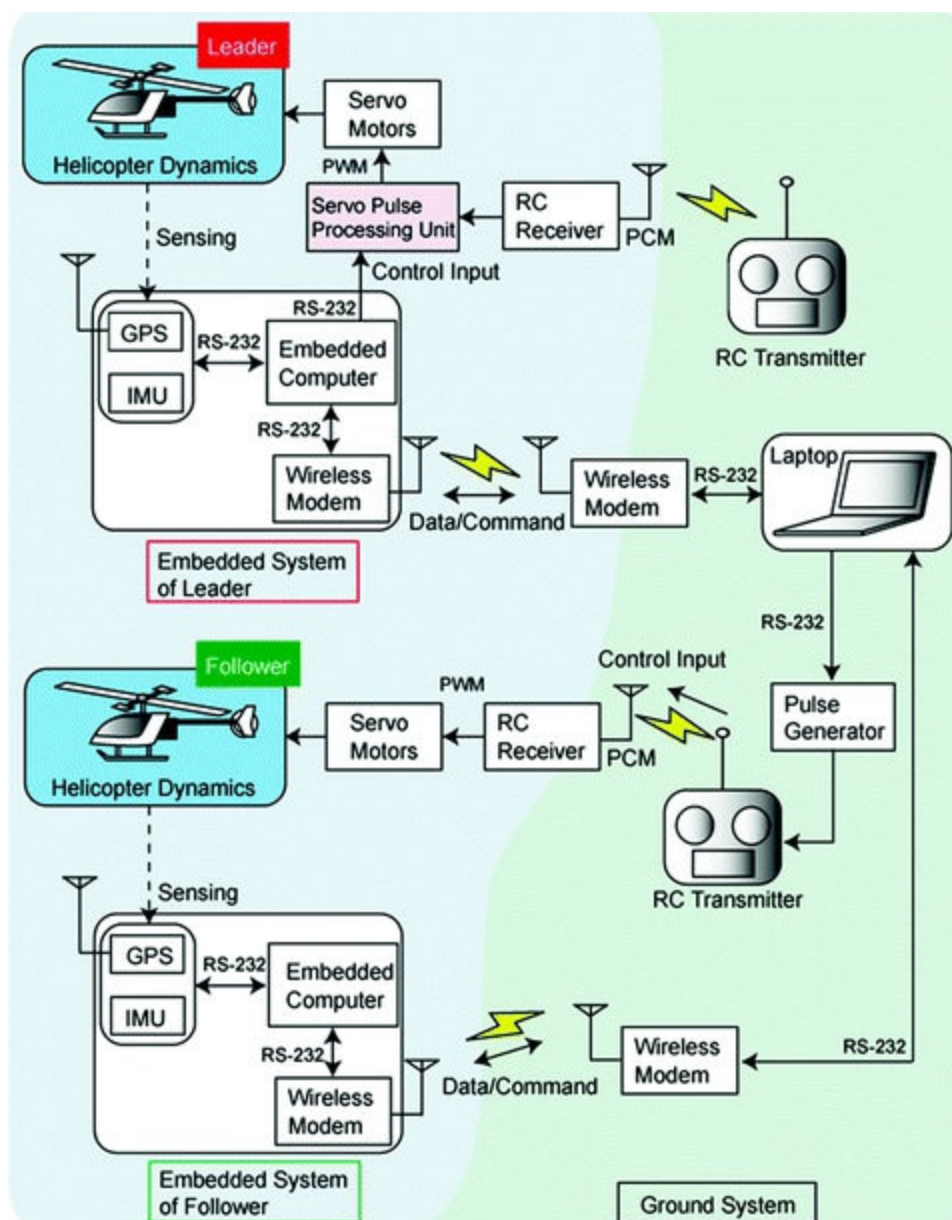 Leader
Helicopter Dynamics
Servo
Motors
PWM
Servo Pulse
Processing Unit
RC
Receiver
PCM
RC Transmitter
Sensing
Control Input
RS-232
GPS
IMU
RS-232
Embedded
Computer
RS-232
Wireless
Modem
Data/Command
Wireless
Modem
RS-232
Laptop
Embedded System
of Leader
RS-232
Follower
Helicopter Dynamics
Servo
Motors
PWM
RC
Receiver
PCM
Control Input
Pulse
Generator
RC Transmitter
Sensing
GPS
IMU
RS-232
Embedded
Computer
RS-232
Wireless
Modem
Data/Command
Wireless
Modem
RS-232
Embedded System
of Follower
Ground System